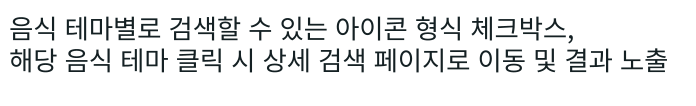 음식 테마별로 검색할 수 있는 아이콘 형식 체크박스,
해당 음식 테마 클릭 시 상세 검색 페이지로 이동 및 결과 노출